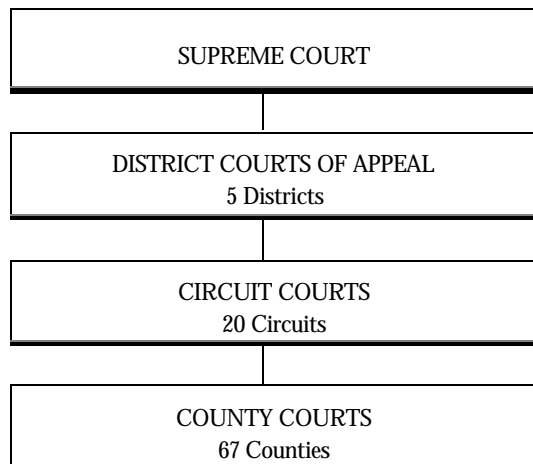 SUPREME COURT
DISTRICT COURTS OF APPEAL
5 Districts
CIRCUIT COURTS
20 Circuits
COUNTY COURTS
67 Counties